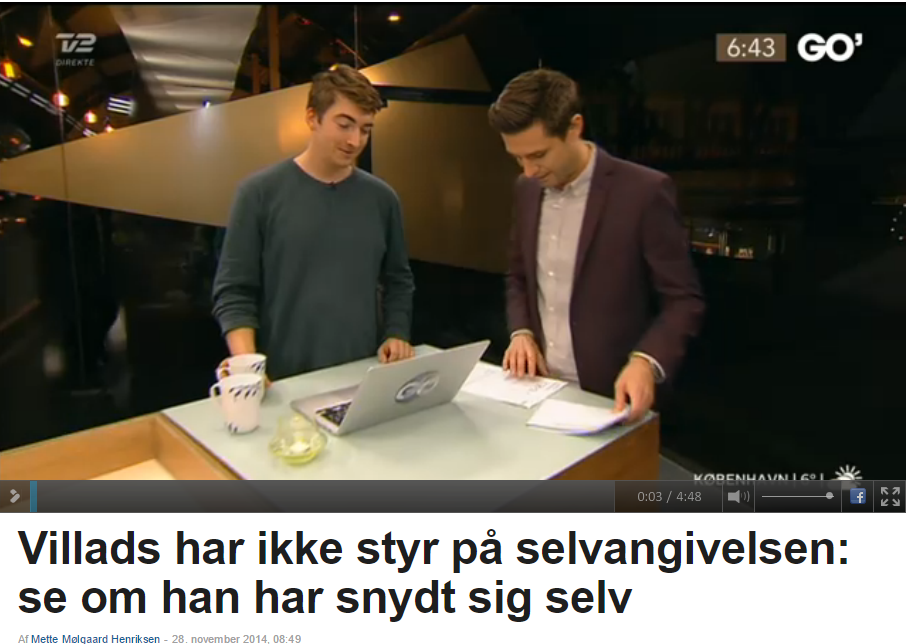 TV2
DIREKTE
6:43 GO'
GO'
KØBENHAVN | 6° |
0:03 / 4:48
Villads har ikke styr på selvangivelsen:
se om han har snydt sig selv
Af Mette Mølgaard Henriksen - 28. november 2014, 08:49